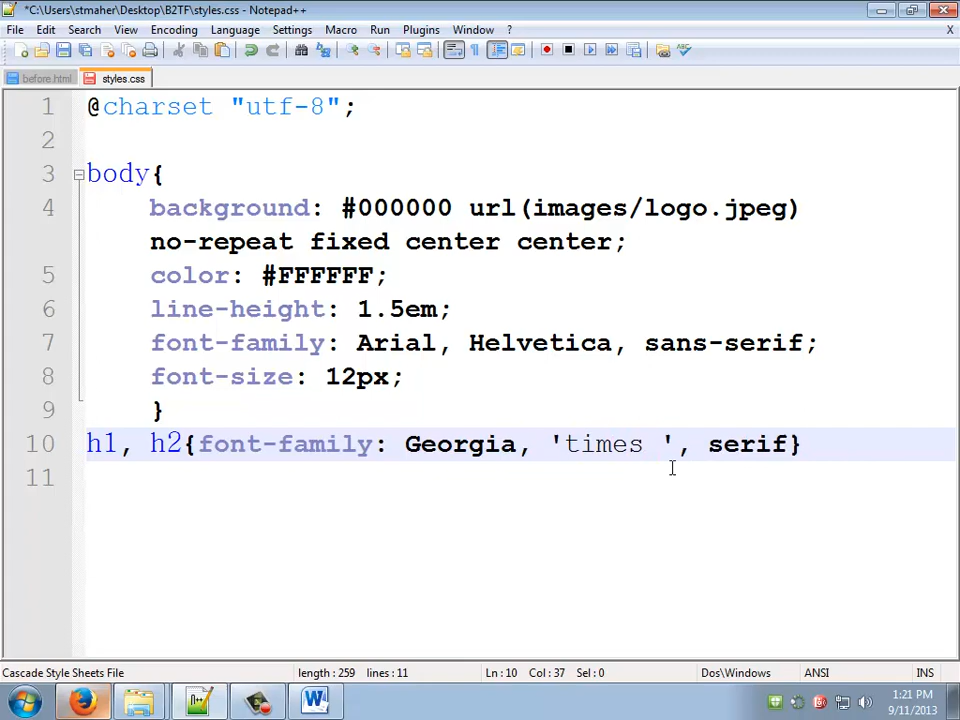 *C:\Users\stmaher\Desktop\B2TF\styles.css - Notepad++
File Edit Search View Encoding Language Settings Macro Run Plugins Window ? X
before.html styles.css
1 @charset "utf-8";
2
3 body{
4 background: #000000 url(images/logo.jpeg)
no-repeat fixed center center;
5 color: #FFFFFF;
6 line-height: 1.5em;
7 font-family: Arial, Helvetica, sans-serif;
8 font-size: 12px;
9 }
10 h1, h2{font-family: Georgia, 'times ', serif}
11
Cascade Style Sheets File length : 259 lines : 11 Ln : 10 Col : 37 Sel : 0 Dos\Windows ANSI INS
1:21 PM
9/11/2013